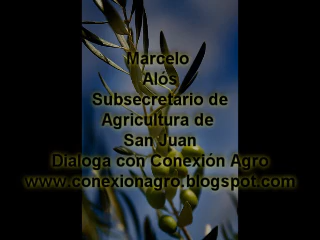 Marcelo
Alós
Subsecretario de
Agricultura de
San Juan
Dialoga con Conexión Agro
www.conexionagro.blogspot.com